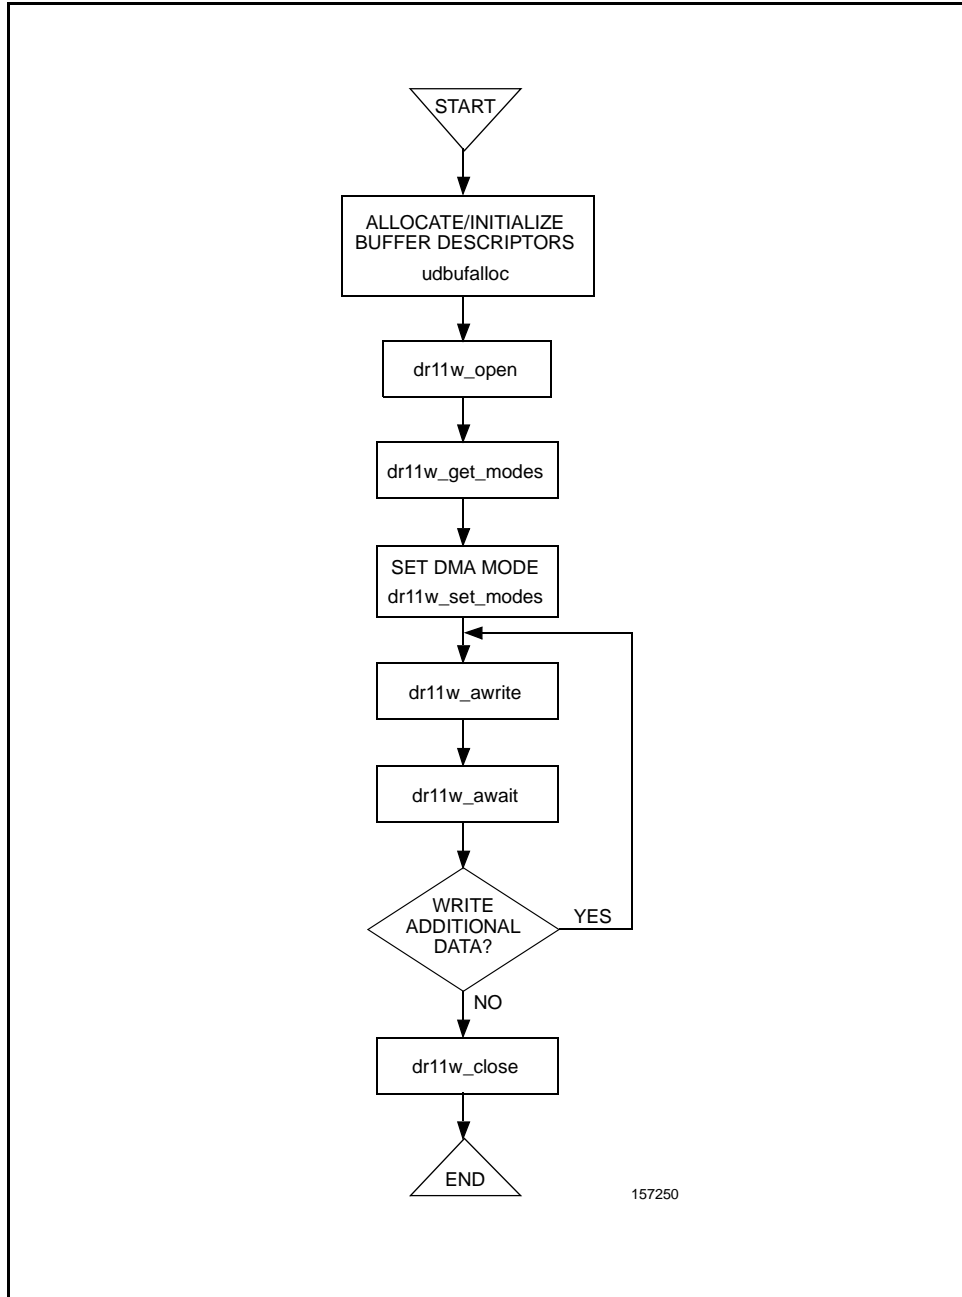 START
ALLOCATE/INITIALIZE
BUFFER DESCRIPTORS
udbufalloc
dr11w_open
dr11w_get_modes
SET DMA MODE
dr11w_set_modes
dr11w_awrite
dr11w_await
WRITE
ADDITIONAL
DATA?
YES
NO
dr11w_close
END
157250